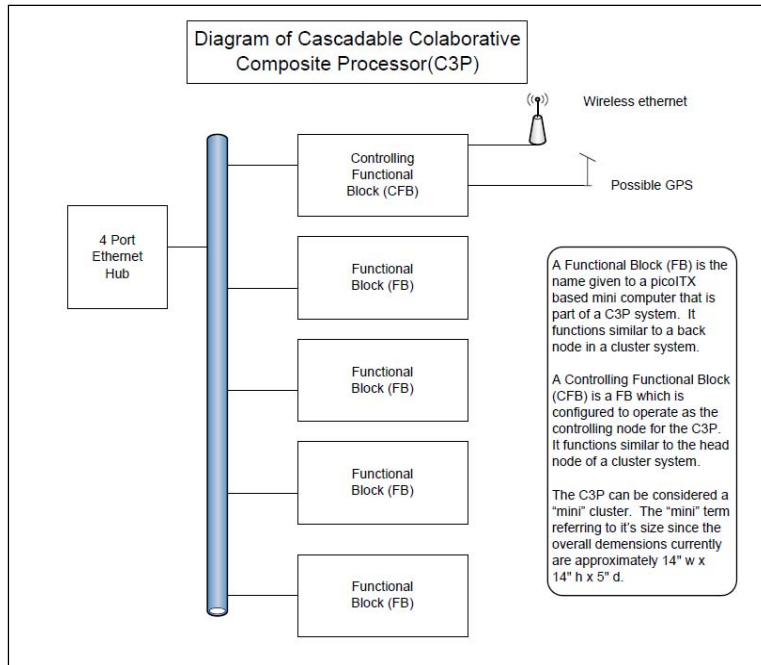 Diagram of Cascadable Colaborative
Composite Processor(C3P)
Wireless ethernet
Controlling
Functional
Block (CFB)
Possible GPS
4 Port
Ethernet
Hub
Functional
Block (FB)
Functional
Block (FB)
Functional
Block (FB)
Functional
Block (FB)
A Functional Block (FB) is the
name given to a picoITX
based mini computer that is
part of a C3P system. It
functions similar to a back
node in a cluster system.
A Controlling Functional Block
(CFB) is a FB which is
configured to operate as the
controlling node for the C3P.
It functions similar to the head
node of a cluster system.
The C3P can be considered a
“mini” cluster. The “mini” term
referring to it’s size since the
overall demensions currently
are approximately 14" w x
14" h x 5" d.